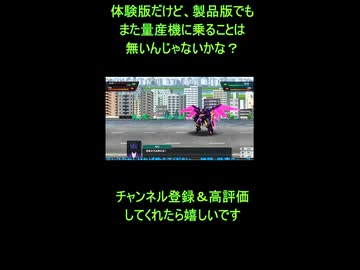 体験版だけど、製品版でも
また量産機に乗ることは
無いんじゃないかな？
チャンネル登録＆高評価
してくれたら嬉しいです